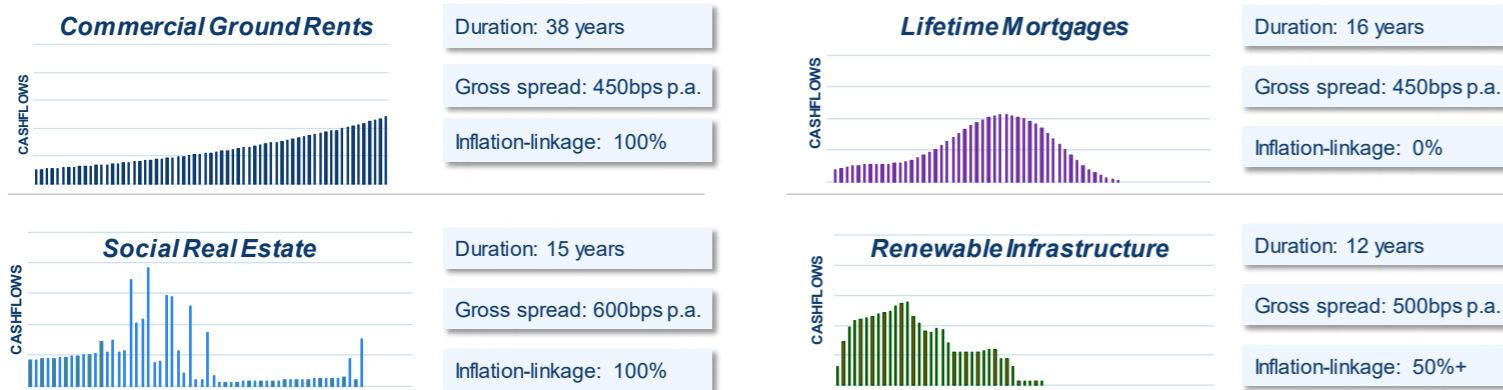 Commercial Ground Rents
CASHFLOWS
Duration: 38 years
Gross spread: 450bps p.a.
Inflation-linkage: 100%
Lifetime Mortgages
CASHFLOWS
Duration: 16 years
Gross spread: 450bps p.a.
Inflation-linkage: 0%
Social Real Estate
CASHFLOWS
Duration: 15 years
Gross spread: 600bps p.a.
Inflation-linkage: 100%
Renewable Infrastructure
CASHFLOWS
Duration: 12 years
Gross spread: 500bps p.a.
Inflation-linkage: 50%+